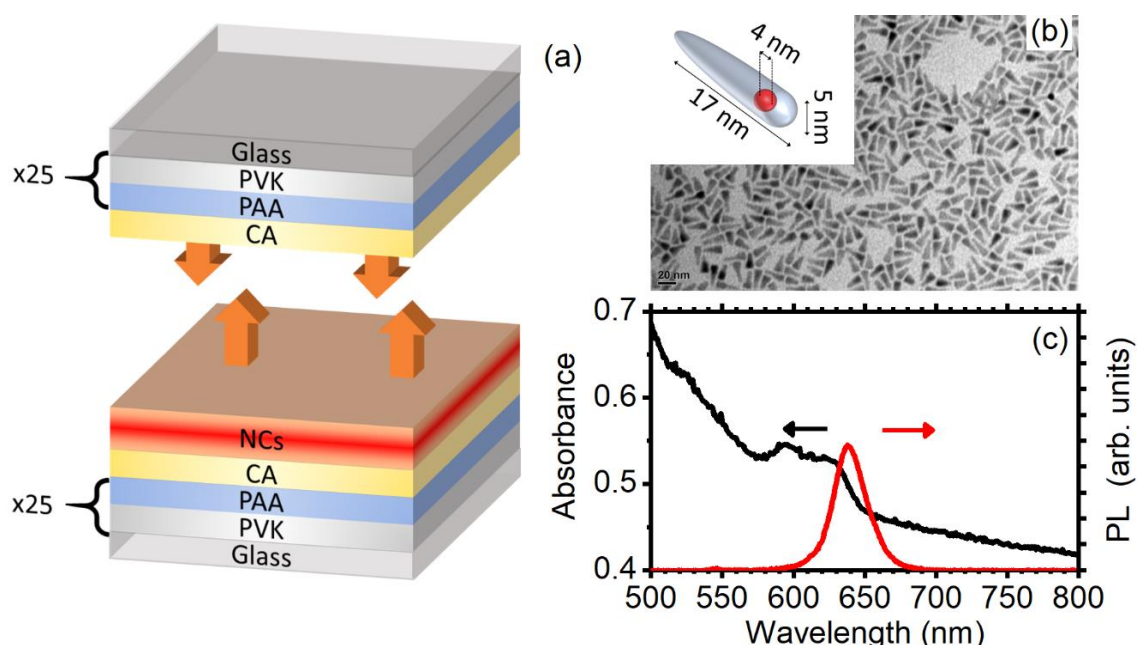 (a)
Glass
x25
PVK
PAA
CA
NCs
CA
x25
PAA
PVK
Glass
(b)
4 nm
17 nm
5 nm
20 nm
(c)
0.7
0.6
0.5
0.4
Absorbance
PL (arb. units)
500 550 600 650 700 750 800
Wavelength (nm)